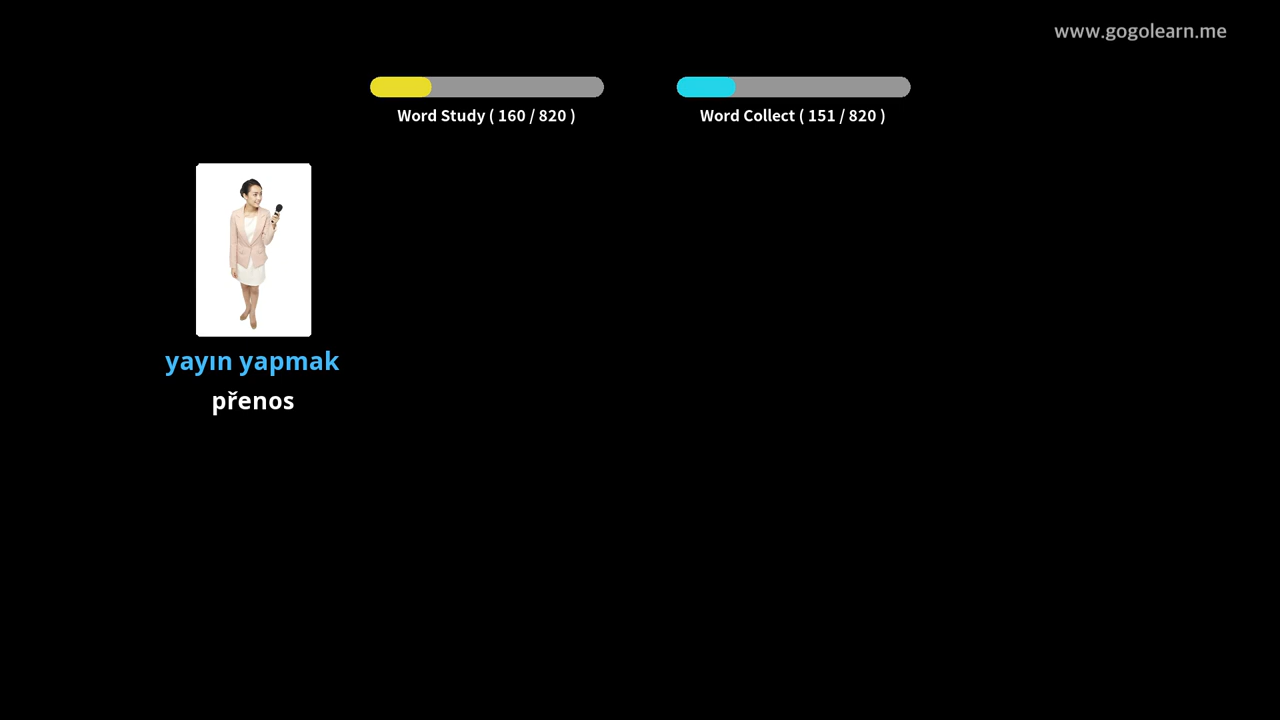 www.gogolearn.me
Word Study ( 160 / 820 )
Word Collect ( 151 / 820 )
yayın yapmak
přenos